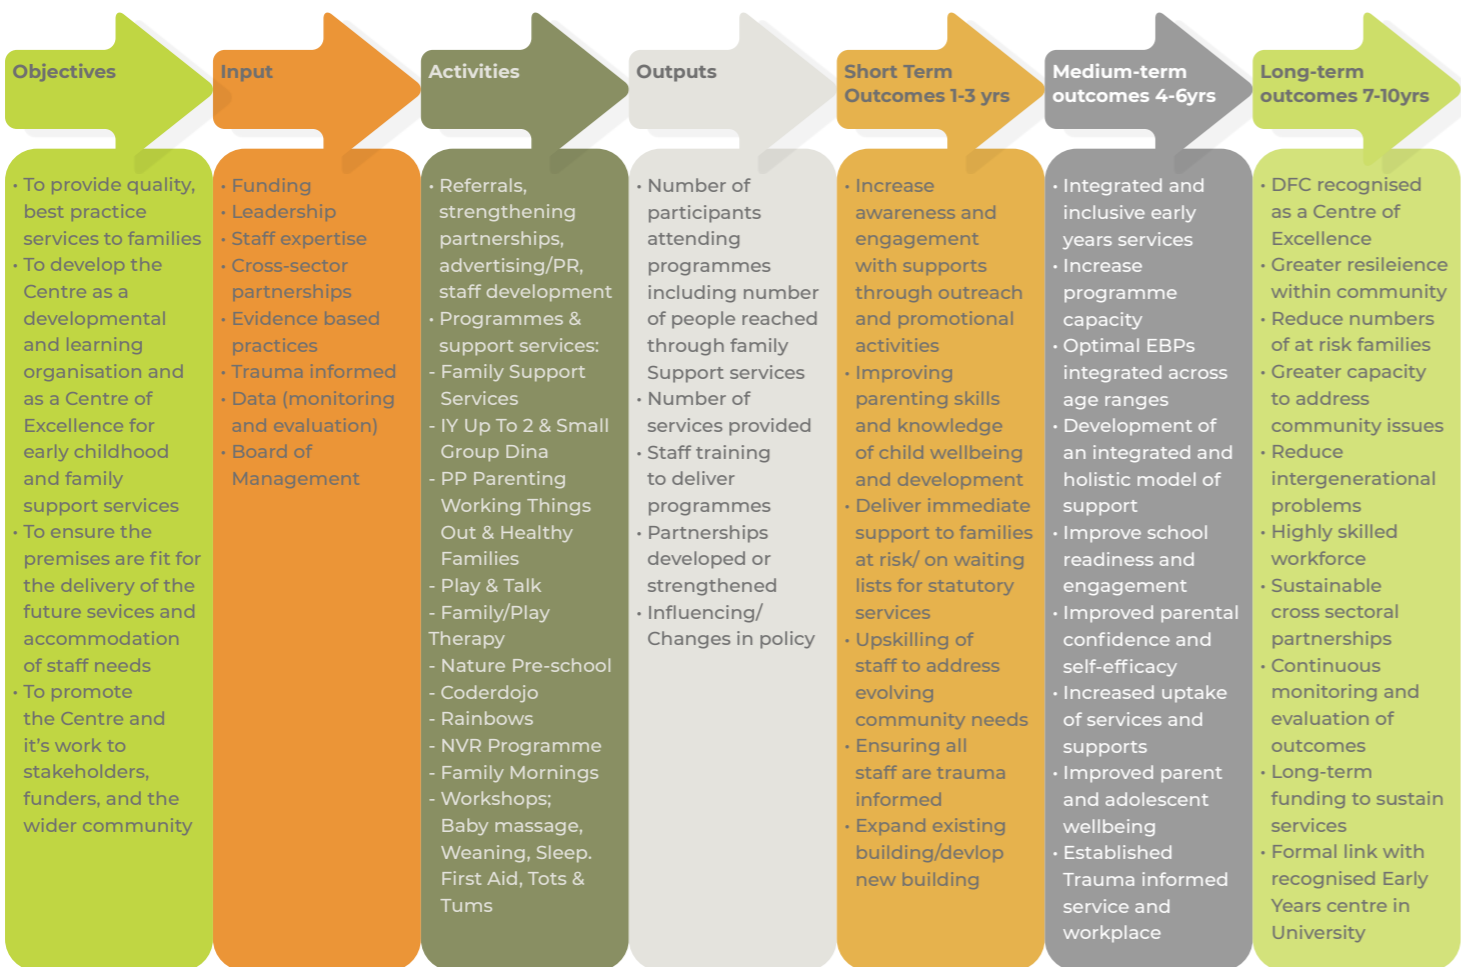 Objectives
• To provide quality,
best practice
services to families
• To develop the
Centre as a
developmental
and learning
organisation and
as a Centre of
Excellence for
early childhood
and family
support services
• To ensure the
premises are fit for
the delivery of the
future sevices and
accommodation
of staff needs
• To promote
the Centre and
it's work to
stakeholders,
funders, and the
wider community
Input
• Funding
• Leadership
• Staff expertise
• Cross-sector
partnerships
• Evidence based
practices
• Trauma informed
• Data (monitoring
and evaluation)
• Board of
Management
Activities
• Referrals,
strengthening
partnerships,
advertising/PR,
staff development
• Programmes &
support services:
- Family Support
Services
- IY Up To 2 & Small
Group Dina
- PP Parenting
Working Things
Out & Healthy
Families
- Play & Talk
- Family/Play
Therapy
- Nature Pre-school
- Coderdojo
- Rainbows
- NVR Programme
- Family Mornings
- Workshops;
Baby massage,
Weaning, Sleep.
First Aid, Tots &
Tums
Outputs
• Number of
participants
attending
programmes
including number
of people reached
through family
Support services
• Number of
services provided
• Staff training
to deliver
programmes
• Partnerships
developed or
strengthened
• Influencing/
Changes in policy
Short Term
Outcomes 1-3 yrs
• Increase
awareness and
engagement
with supports
through outreach
and promotional
activities
• Improving
parenting skills
and knowledge
of child wellbeing
and development
• Deliver immediate
support to families
at risk/ on waiting
lists for statutory
services
• Upskilling of
staff to address
evolving
community needs
• Ensuring all
staff are trauma
informed
• Expand existing
building/devlop
new building
Medium-term
outcomes 4-6yrs
• Integrated and
inclusive early
years services
• Increase
programme
capacity
• Optimal EBPs
integrated across
age ranges
• Development of
an integrated and
holistic model of
support
• Improve school
readiness and
engagement
• Improved parental
confidence and
self-efficacy
• Increased uptake
of services and
supports
• Improved parent
and adolescent
wellbeing
• Established
Trauma informed
service and
workplace
Long-term
outcomes 7-10yrs
• DFC recognised
as a Centre of
Excellence
• Greater resileience
within community
• Reduce numbers
of at risk families
• Greater capacity
to address
community issues
• Reduce
intergenerational
problems
• Highly skilled
workforce
• Sustainable
cross sectoral
partnerships
• Continuous
monitoring and
evaluation of
outcomes
• Long-term
funding to sustain
services
• Formal link with
recognised Early
Years centre in
University